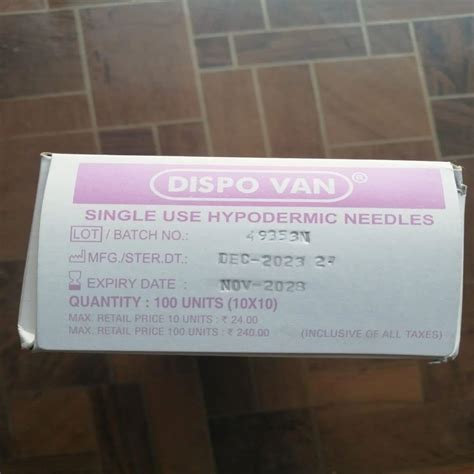 DISPO VAN ®
SINGLE USE HYPODERMIC NEEDLES
LOT / BATCH NO.: 49353N
MFG./STER.DT.: DEC-2023 24
EXPIRY DATE : NOV-2028
QUANTITY : 100 UNITS (10X10)
MAX. RETAIL PRICE 10 UNITS : ₹ 24.00
MAX. RETAIL PRICE 100 UNITS : ₹ 240.00 (INCLUSIVE OF ALL TAXES)